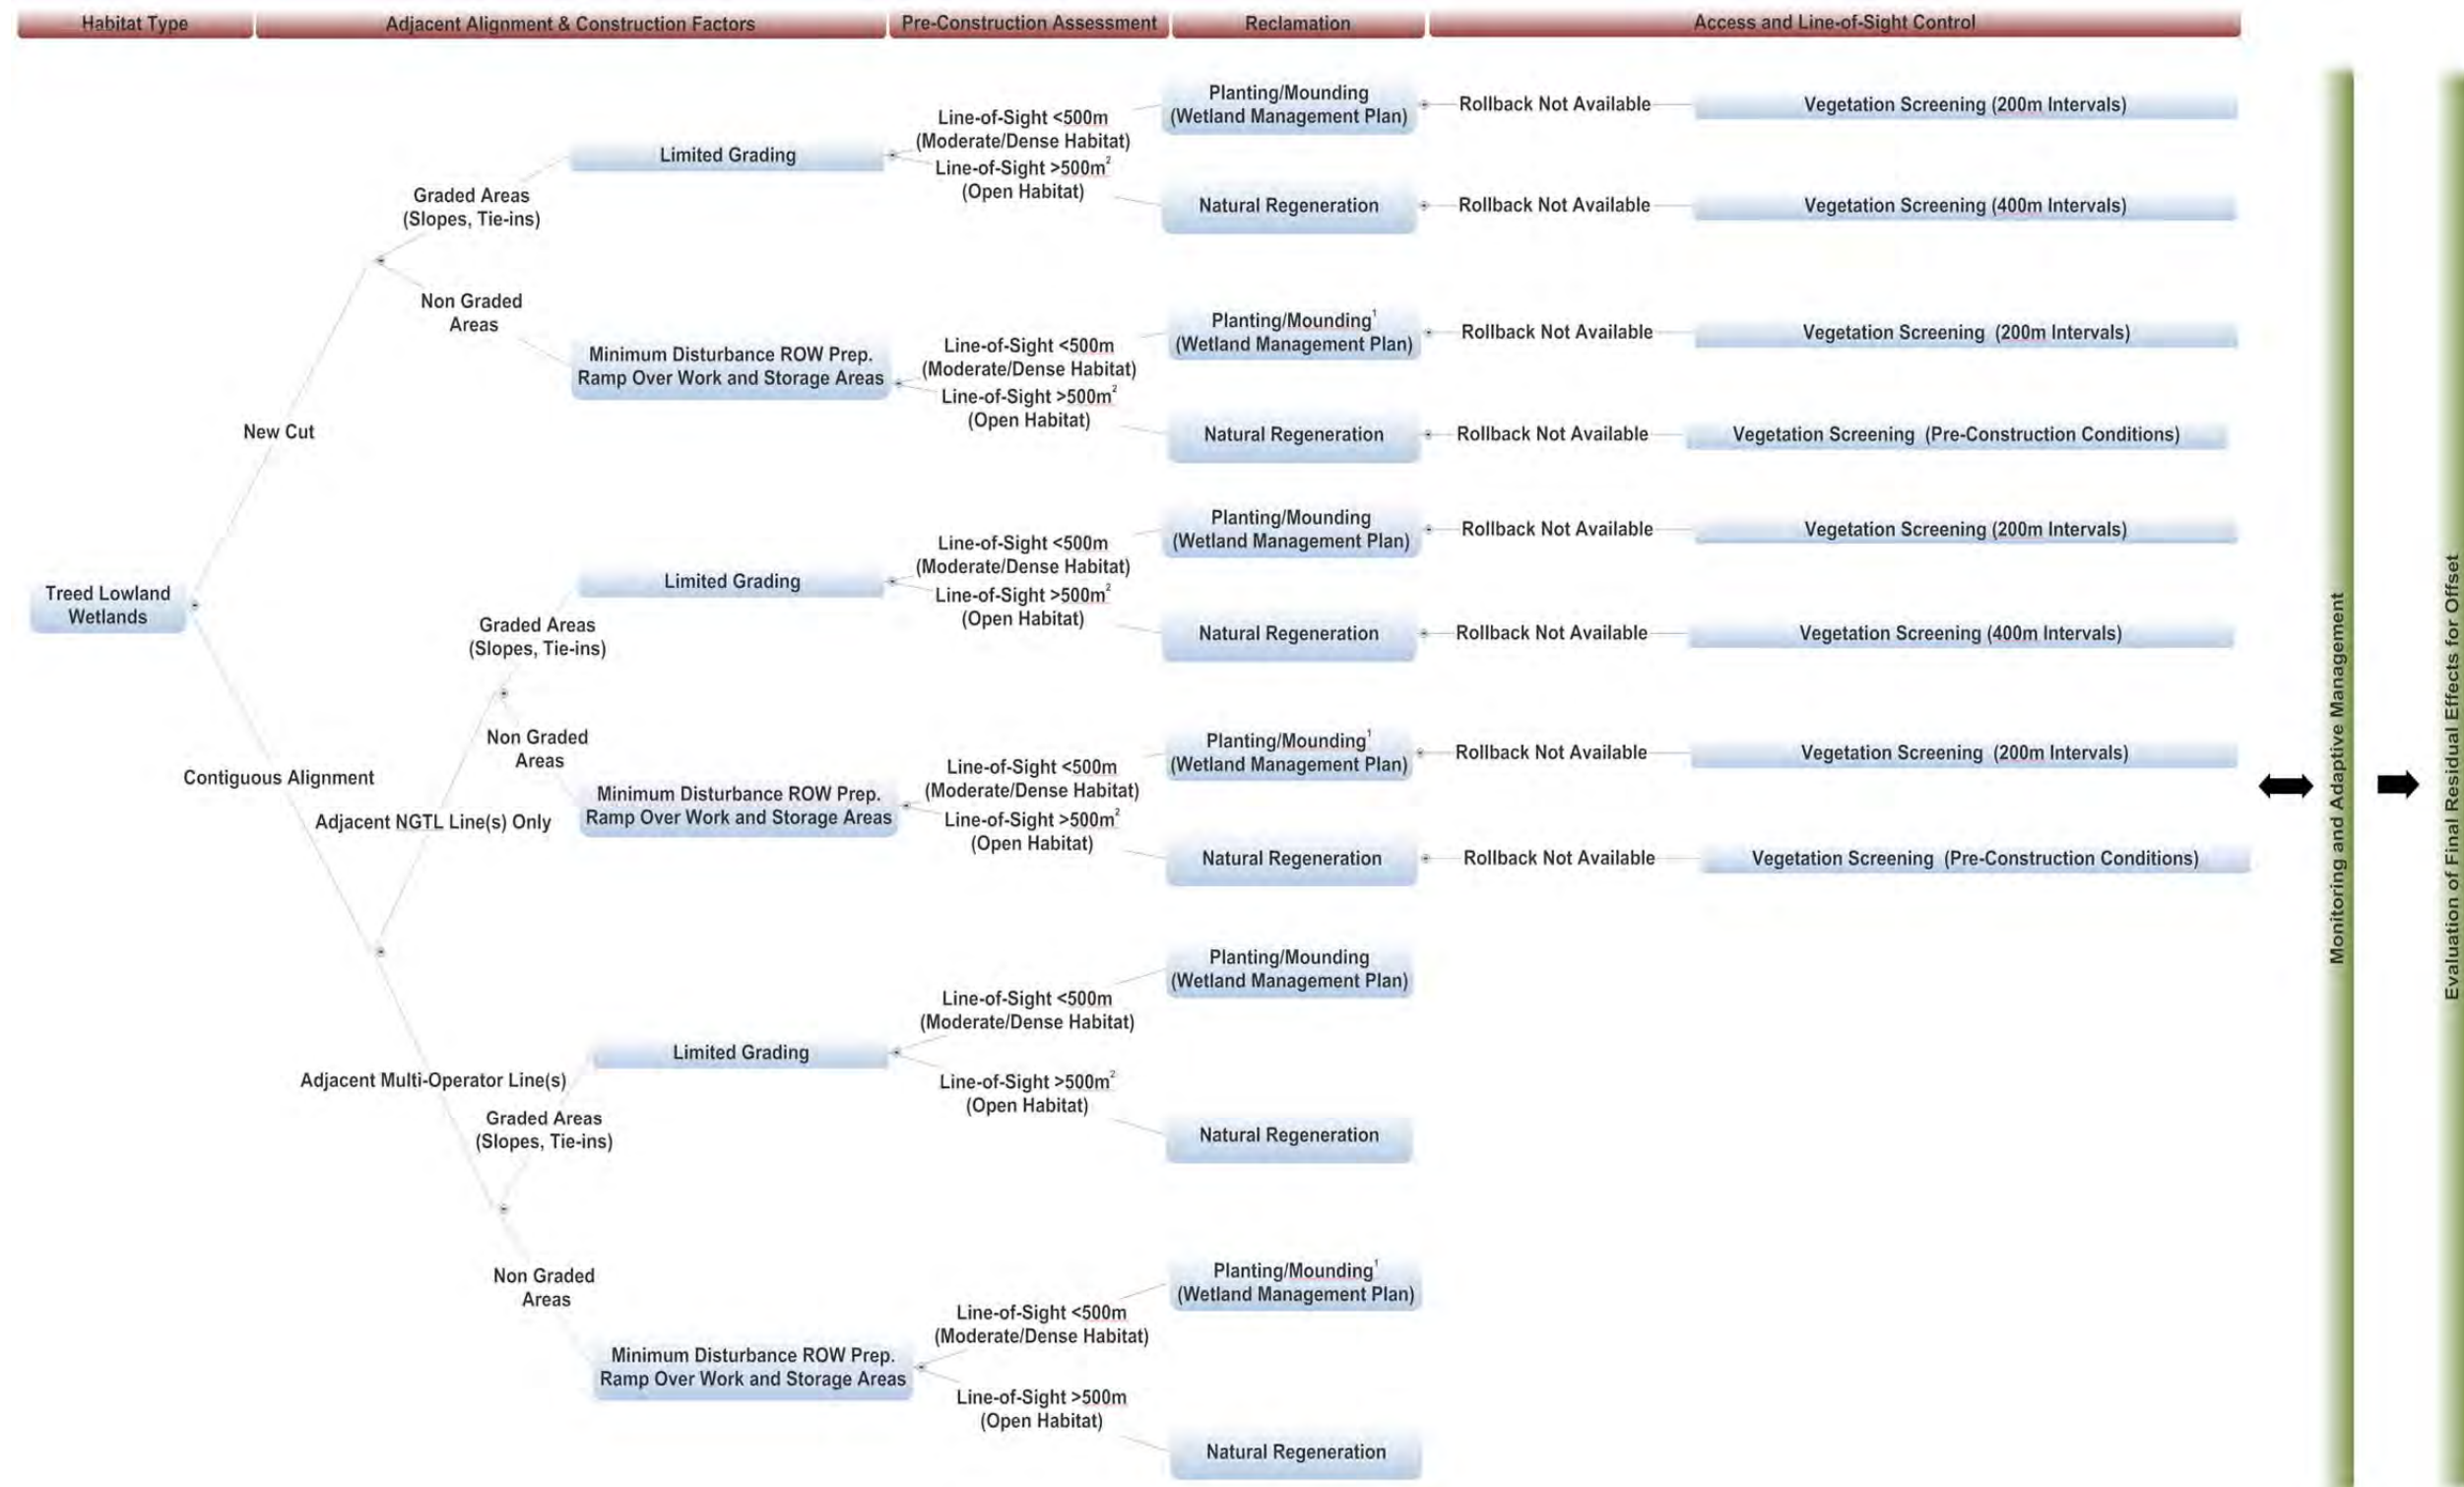 Habitat Type
Adjacent Alignment & Construction Factors
Pre-Construction Assessment
Reclamation
Access and Line-of-Sight Control
Treed Lowland
Wetlands
New Cut
Graded Areas
(Slopes, Tie-ins)
Limited Grading
Line-of-Sight <500m
(Moderate/Dense Habitat)
Planting/Mounding
(Wetland Management Plan)
Rollback Not Available
Vegetation Screening (200m Intervals)
Line-of-Sight >500m²
(Open Habitat)
Natural Regeneration
Rollback Not Available
Vegetation Screening (400m Intervals)
Non Graded
Areas
Minimum Disturbance ROW Prep.
Ramp Over Work and Storage Areas
Line-of-Sight <500m
(Moderate/Dense Habitat)
Planting/Mounding¹
(Wetland Management Plan)
Rollback Not Available
Vegetation Screening (200m Intervals)
Line-of-Sight >500m²
(Open Habitat)
Natural Regeneration
Rollback Not Available
Vegetation Screening (Pre-Construction Conditions)
Contiguous Alignment
Adjacent NGTL Line(s) Only
Graded Areas
(Slopes, Tie-ins)
Limited Grading
Line-of-Sight <500m
(Moderate/Dense Habitat)
Planting/Mounding
(Wetland Management Plan)
Rollback Not Available
Vegetation Screening (200m Intervals)
Line-of-Sight >500m²
(Open Habitat)
Natural Regeneration
Rollback Not Available
Vegetation Screening (400m Intervals)
Non Graded
Areas
Minimum Disturbance ROW Prep.
Ramp Over Work and Storage Areas
Line-of-Sight <500m
(Moderate/Dense Habitat)
Planting/Mounding¹
(Wetland Management Plan)
Rollback Not Available
Vegetation Screening (200m Intervals)
Line-of-Sight >500m²
(Open Habitat)
Natural Regeneration
Rollback Not Available
Vegetation Screening (Pre-Construction Conditions)
Adjacent Multi-Operator Line(s)
Graded Areas
(Slopes, Tie-ins)
Limited Grading
Line-of-Sight <500m
(Moderate/Dense Habitat)
Planting/Mounding
(Wetland Management Plan)
Line-of-Sight >500m²
(Open Habitat)
Natural Regeneration
Non Graded
Areas
Minimum Disturbance ROW Prep.
Ramp Over Work and Storage Areas
Line-of-Sight <500m
(Moderate/Dense Habitat)
Planting/Mounding¹
(Wetland Management Plan)
Line-of-Sight >500m
(Open Habitat)
Natural Regeneration
Monitoring and Adaptive Management
Evaluation of Final Residual Effects for Offset